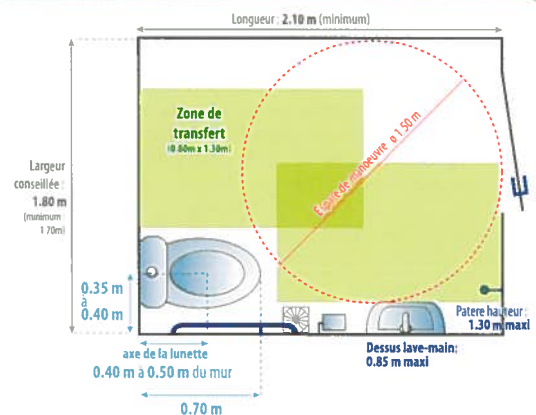 Longueur : 2.10 m (minimum)
Zone de
transfert
(0.80m x 1.30m)
Espace de manoeuvre ø 1.50 m
Largeur
conseillée :
1.80 m
(minimum :
1 70m)
0.35 m
à
0.40 m
Patere hauteur :
1.30 m maxi
axe de la lunette
0.40 m à 0.50 m du mur
Dessus lave-main :
0.85 m maxi
0.70 m